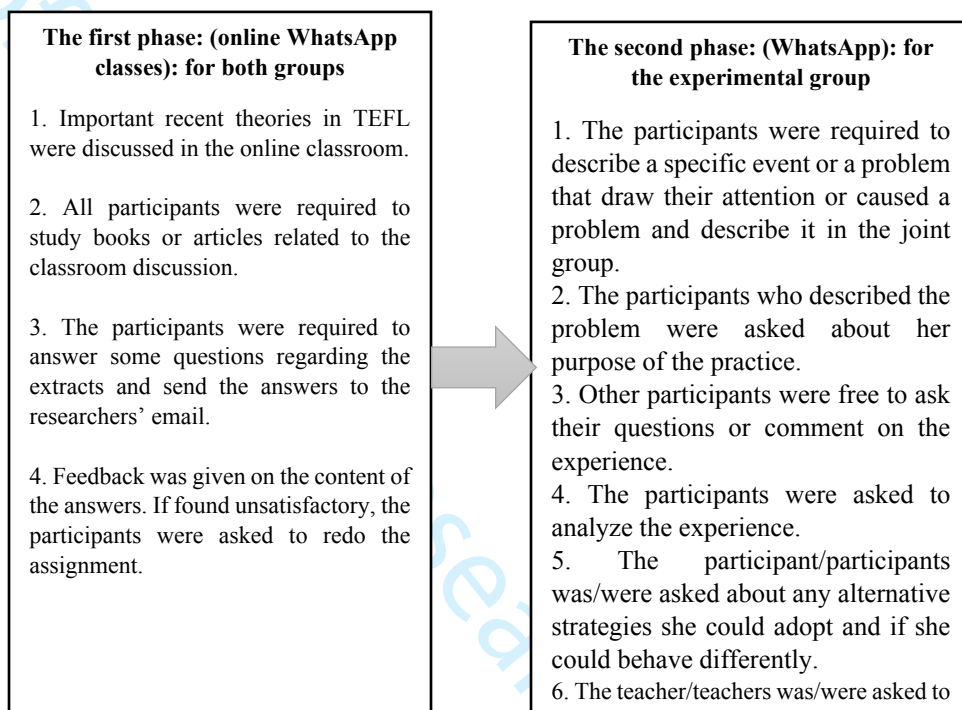 The first phase: (online WhatsApp
classes): for both groups
1. Important recent theories in TEFL
were discussed in the online classroom.
2. All participants were required to
study books or articles related to the
classroom discussion.
3. The participants were required to
answer some questions regarding the
extracts and send the answers to the
researchers’ email.
4. Feedback was given on the content of
the answers. If found unsatisfactory, the
participants were asked to redo the
assignment.
The second phase: (WhatsApp): for
the experimental group
1. The participants were required to
describe a specific event or a problem
that draw their attention or caused a
problem and describe it in the joint
group.
2. The participants who described the
problem were asked about her
purpose of the practice.
3. Other participants were free to ask
their questions or comment on the
experience.
4. The participants were asked to
analyze the experience.
5. The participant/participants
was/were asked about any alternative
strategies she could adopt and if she
could behave differently.
6. The teacher/teachers was/were asked to